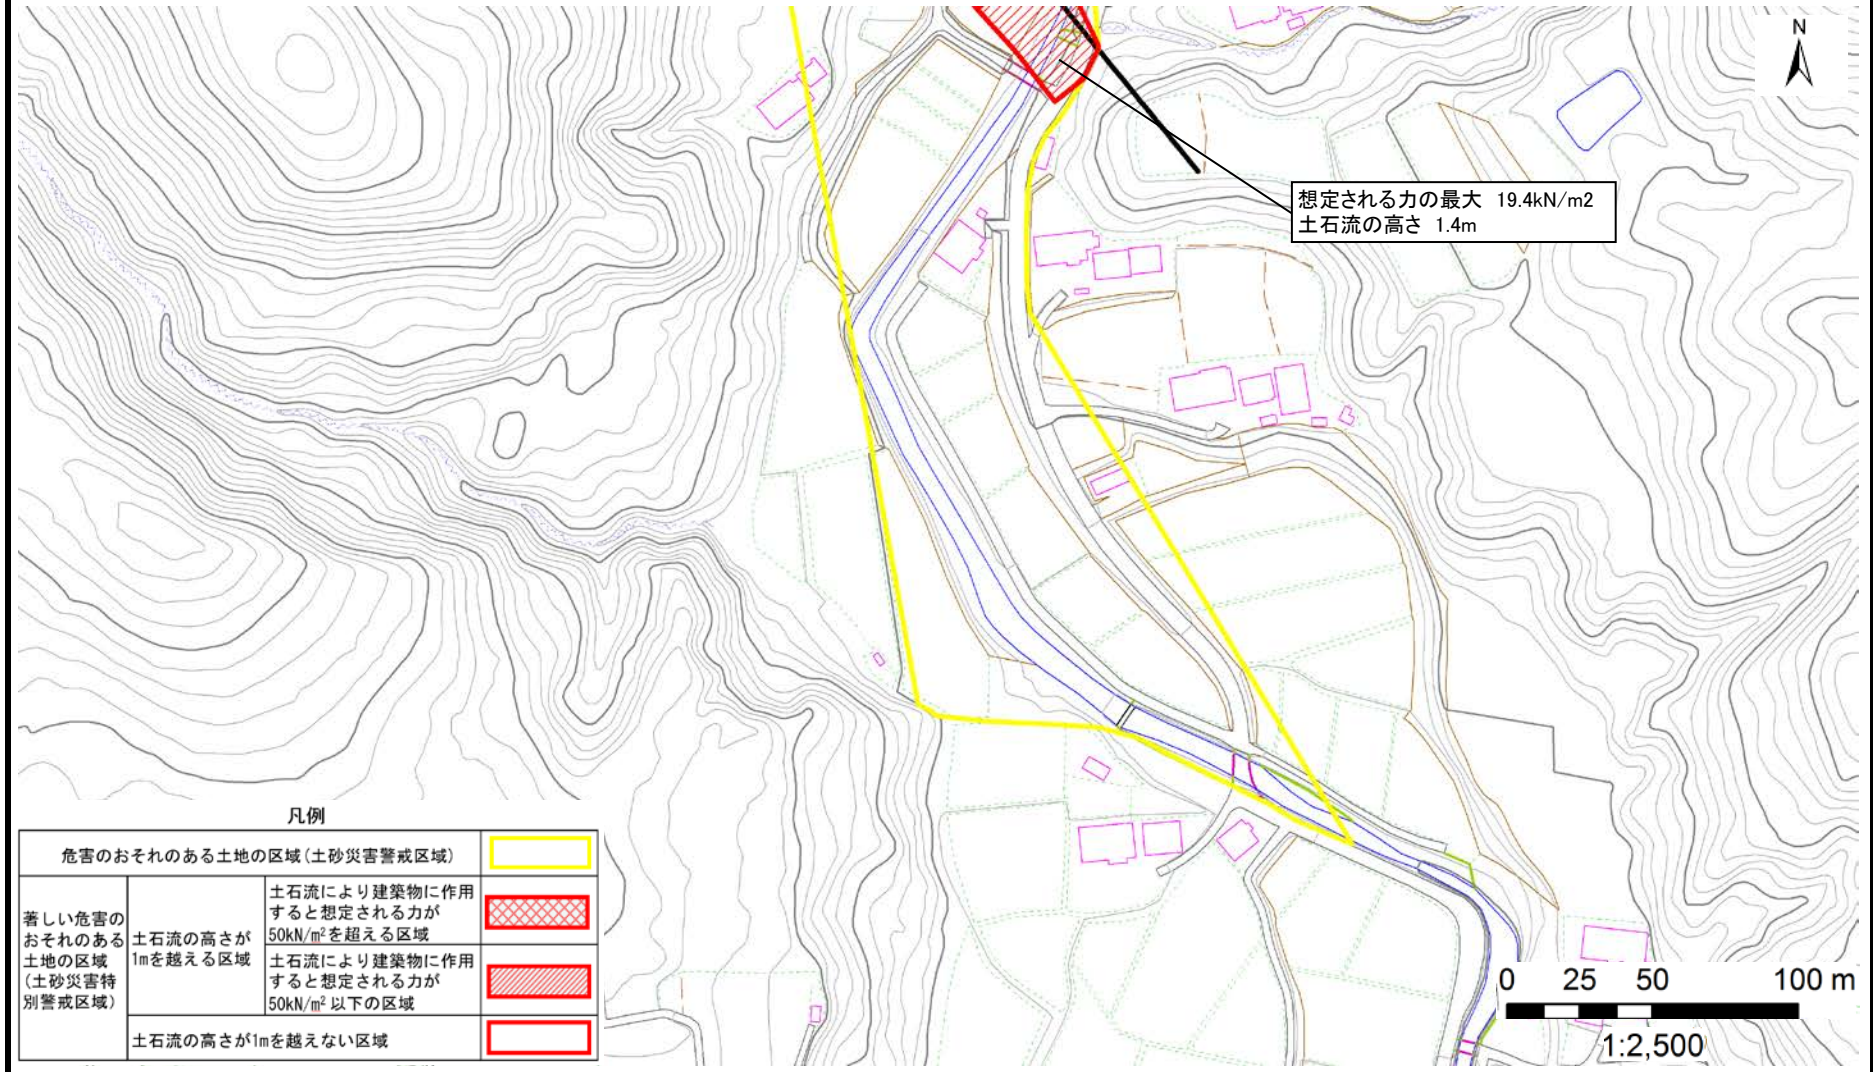 N
想定される力の最大 19.4kN/m2
土石流の高さ 1.4m
凡例
危害のおそれのある土地の区域(土砂災害警戒区域)
著しい危害の
おそれのある
土地の区域
(土砂災害特
別警戒区域)
土石流の高さが
1mを越える区域
土石流により建築物に作用
すると想定される力が
50kN/㎡を超える区域
土石流により建築物に作用
すると想定される力が
50kN/㎡以下の区域
土石流の高さが1mを越えない区域
0 25 50 100 m
1:2,500